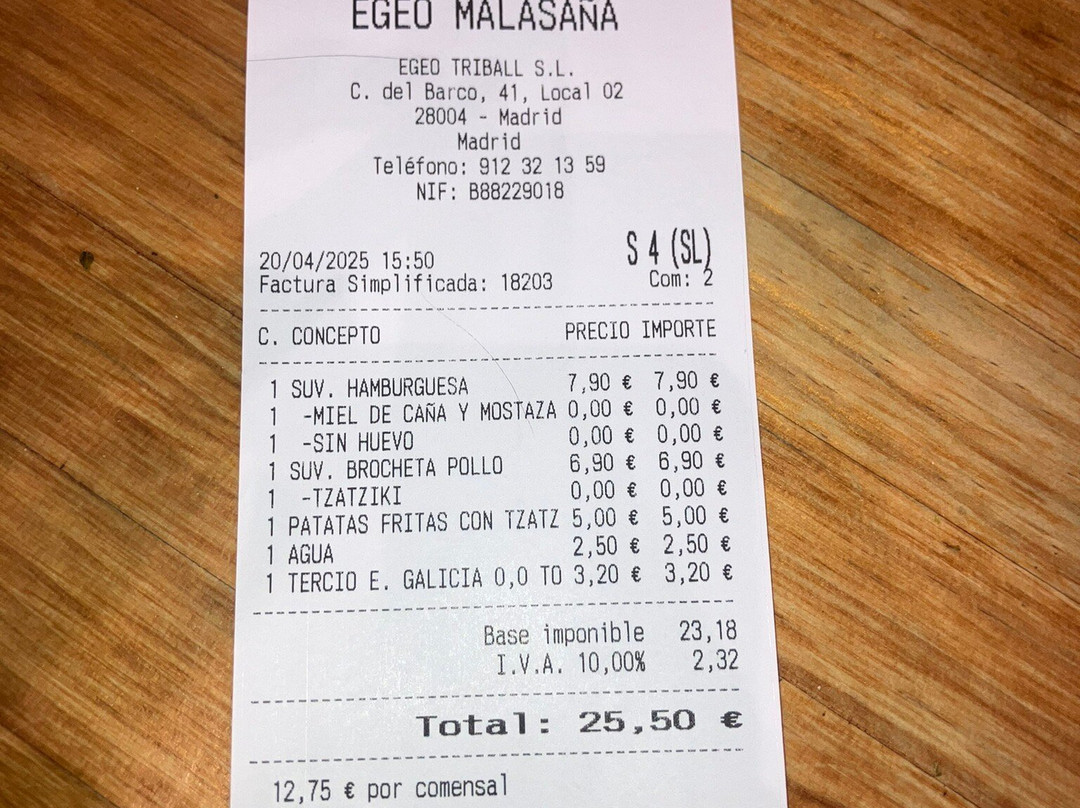 EGEO MALASAÑA
EGEO TRIBALL S.L.
C. del Barco, 41, Local 02
28004 - Madrid
Madrid
Teléfono: 912 32 13 59
NIF: B88229018
S 4 (SL)
20/04/2025 15:50
Factura Simplificada: 18203 Com: 2
C. CONCEPTO PRECIO IMPORTE
1 SUV. HAMBURGUESA 7,90 € 7,90 €
1 -MIEL DE CAÑA Y MOSTAZA 0,00 € 0,00 €
1 -SIN HUEVO 0,00 € 0,00 €
1 SUV. BROCHETA POLLO 6,90 € 6,90 €
1 -TZATZIKI 0,00 € 0,00 €
1 PATATAS FRITAS CON TZATZ 5,00 € 5,00 €
1 AGUA 2,50 € 2,50 €
1 TERCIO E. GALICIA 0,0 TO 3,20 € 3,20 €
Base imponible 23,18
I.V.A. 10,00% 2,32
Total: 25,50 €
12,75 € por comensal